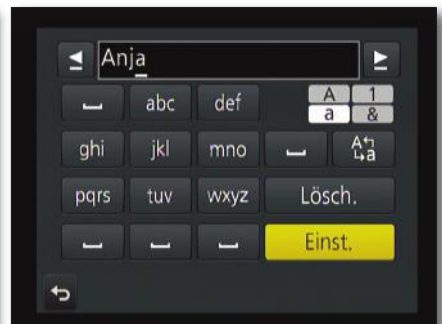 Anja
abc def A 1
a &
ghi jkl mno A a
pqrs tuv wxyz Lösch.
Einst.